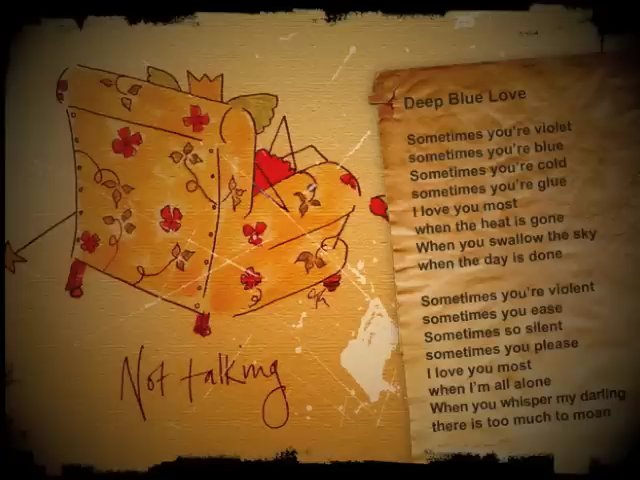 Not talking
Deep Blue Love
Sometimes you're violet
sometimes you're blue
Sometimes you're cold
sometimes you're glue
I love you most
when the heat is gone
When you swallow the sky
when the day is done
Sometimes you're violent
sometimes you ease
Sometimes so silent
sometimes you please
I love you most
when I'm all alone
When you whisper my darling
there is too much to moan